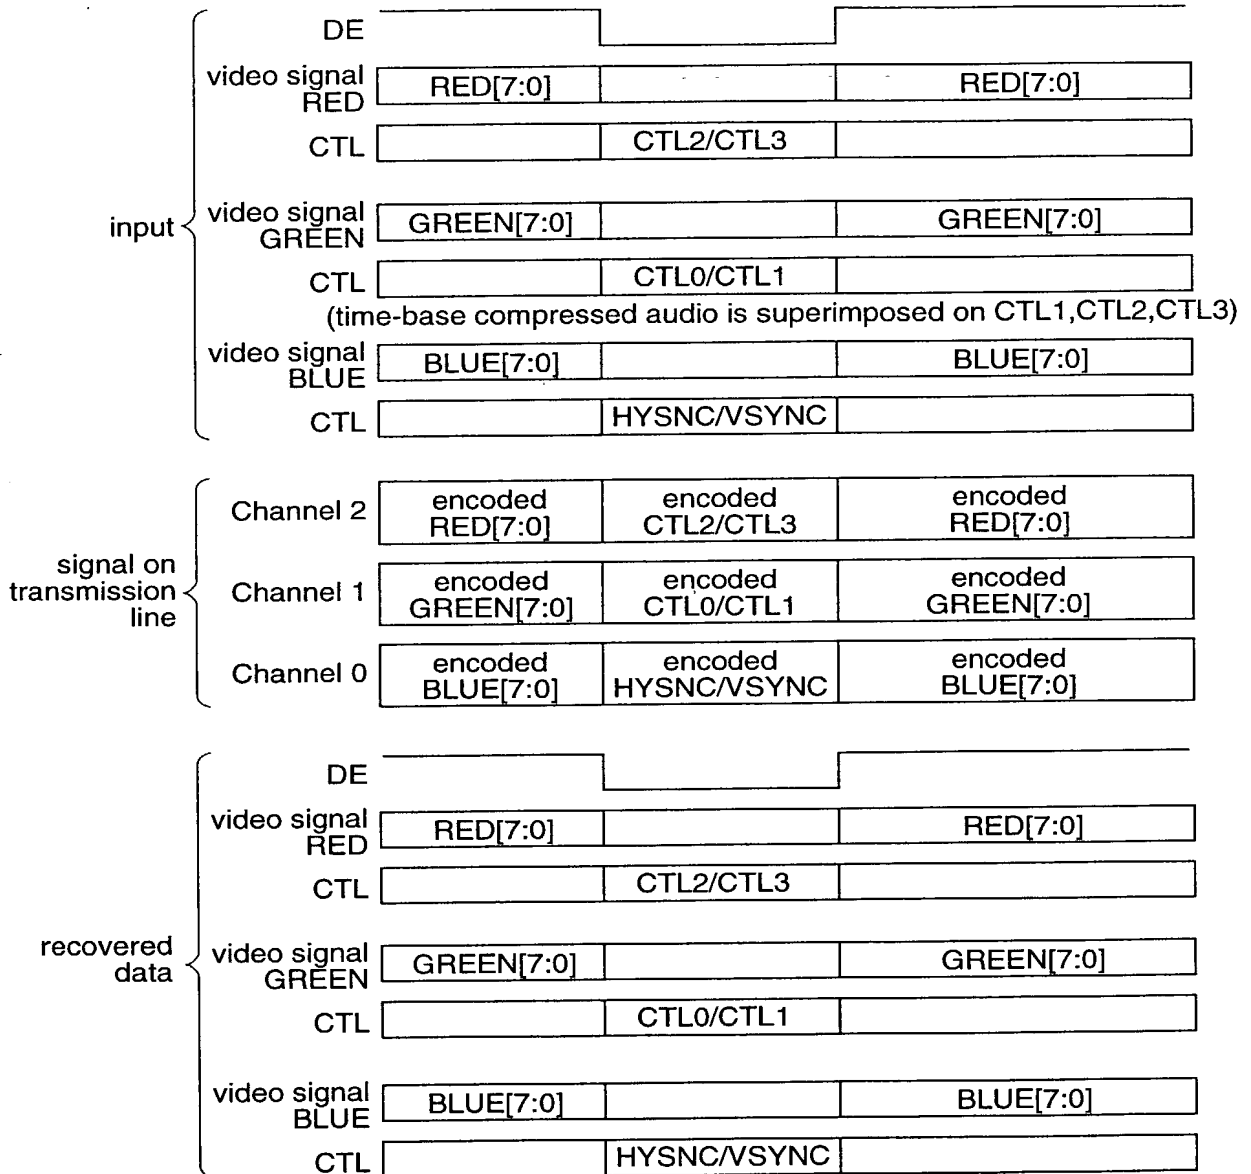 DE
video signal
RED
RED[7:0] RED[7:0]
CTL CTL2/CTL3
input
video signal
GREEN
GREEN[7:0] GREEN[7:0]
CTL CTL0/CTL1
(time-base compressed audio is superimposed on CTL1,CTL2,CTL3)
video signal
BLUE
BLUE[7:0] BLUE[7:0]
CTL HYSNC/VSYNC
signal on
transmission
line
Channel 2
encoded
RED[7:0]
encoded
CTL2/CTL3
encoded
RED[7:0]
Channel 1
encoded
GREEN[7:0]
encoded
CTL0/CTL1
encoded
GREEN[7:0]
Channel 0
encoded
BLUE[7:0]
encoded
HYSNC/VSYNC
encoded
BLUE[7:0]
DE
video signal
RED
RED[7:0] RED[7:0]
CTL CTL2/CTL3
recovered
data
video signal
GREEN
GREEN[7:0] GREEN[7:0]
CTL CTL0/CTL1
video signal
BLUE
BLUE[7:0] BLUE[7:0]
CTL HYSNC/VSYNC